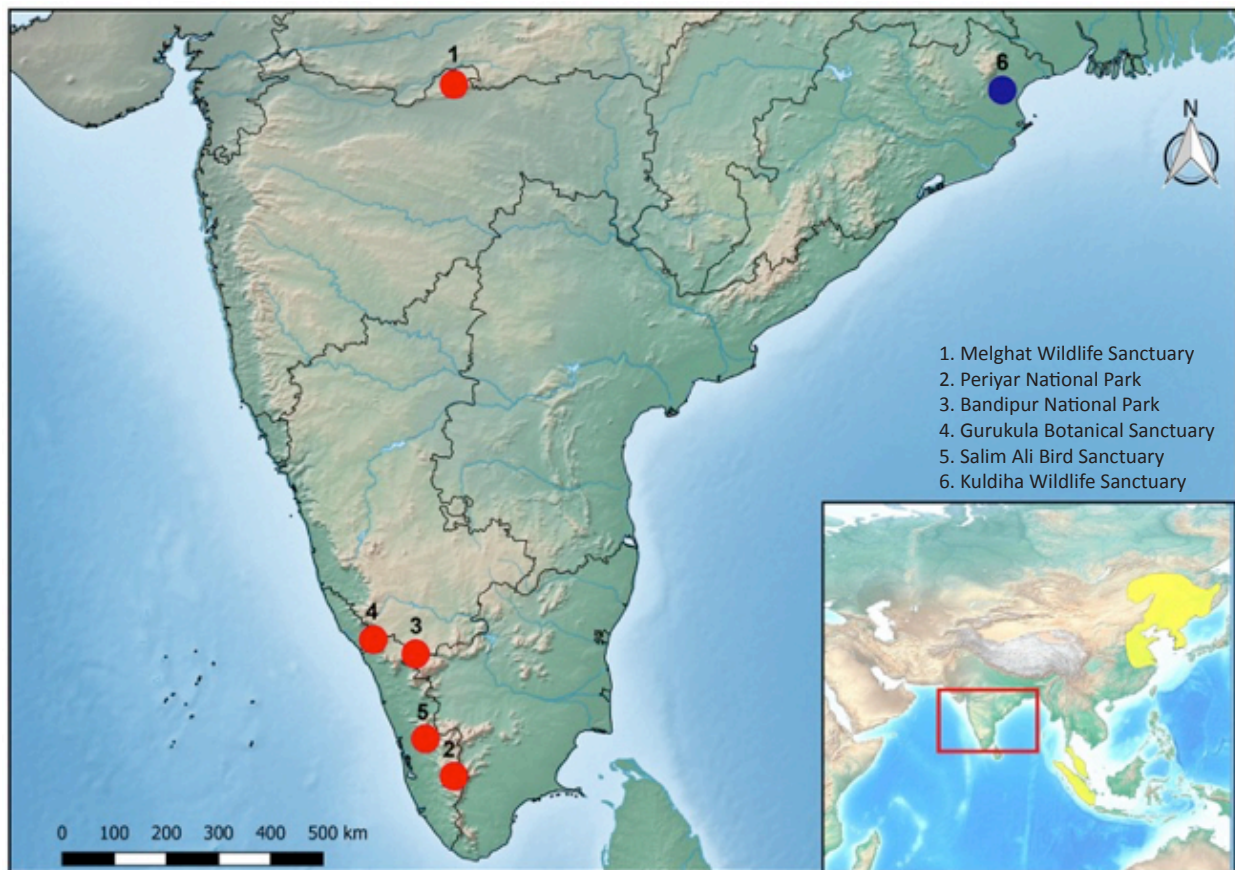 1
6
N
1. Melghat Wildlife Sanctuary
2. Periyar National Park
3. Bandipur National Park
4. Gurukula Botanical Sanctuary
5. Salim Ali Bird Sanctuary
6. Kuldiha Wildlife Sanctuary
4
3
5
2
0 100 200 300 400 500 km